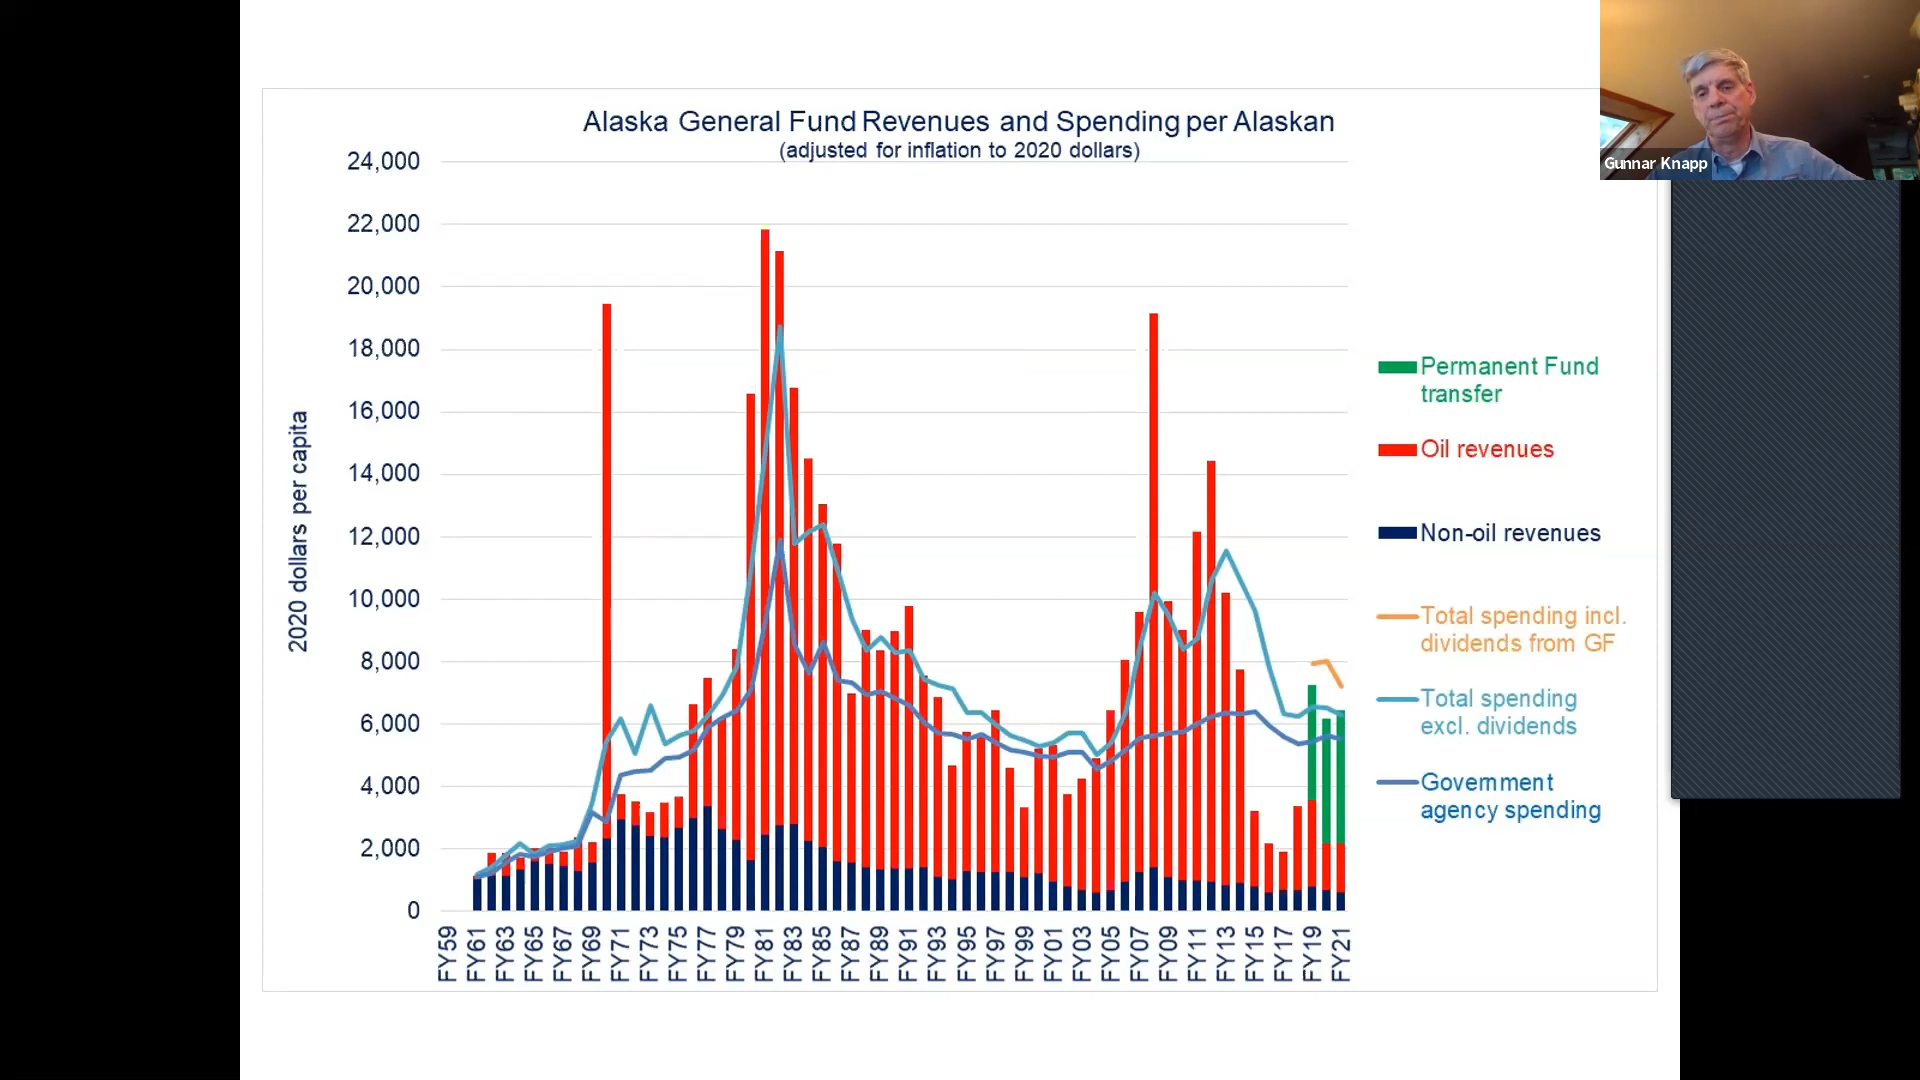 Alaska General Fund Revenues and Spending per Alaskan
(adjusted for inflation to 2020 dollars)
Gunnar Knapp
2020 dollars per capita
24,000
22,000
20,000
18,000
16,000
14,000
12,000
10,000
8,000
6,000
4,000
2,000
0
FY59
FY61
FY63
FY65
FY67
FY69
FY71
FY73
FY75
FY77
FY79
FY81
FY83
FY85
FY87
FY89
FY91
FY93
FY95
FY97
FY99
FY01
FY03
FY05
FY07
FY09
FY11
FY13
FY15
FY17
FY19
FY21
Permanent Fund
transfer
Oil revenues
Non-oil revenues
Total spending incl.
dividends from GF
Total spending
excl. dividends
Government
agency spending